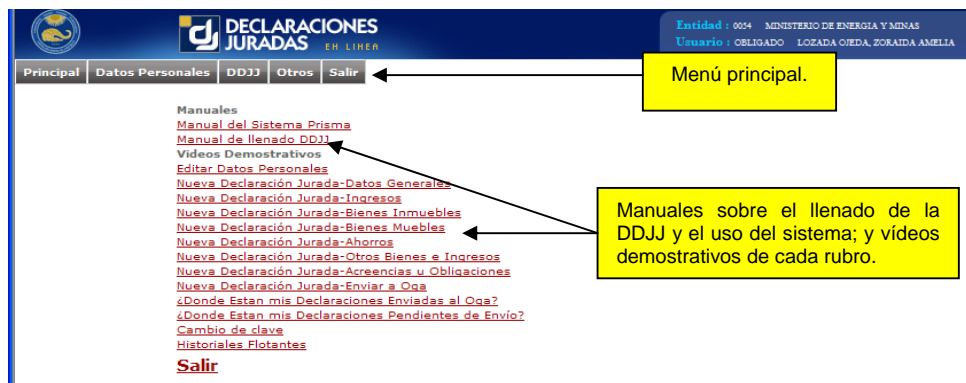 DECLARACIONES
JURADAS EN LINEA
Entidad : 0054 MINISTERIO DE ENERGIA Y MINAS
Usuario : OBLIGADO LOZADA OJEDA, ZORAIDA AMELIA
Principal Datos Personales DDJJ Otros Salir
Menú principal.
Manuales
Manual del Sistema Prisma
Manual de llenado DDJJ
Videos Demostrativos
Editar Datos Personales
Nueva Declaración Jurada-Datos Generales
Nueva Declaración Jurada-Ingresos
Nueva Declaración Jurada-Bienes Inmuebles
Nueva Declaración Jurada-Bienes Muebles
Nueva Declaración Jurada-Ahorros
Nueva Declaración Jurada-Otros Bienes e Ingresos
Nueva Declaración Jurada-Acreencias u Obligaciones
Nueva Declaración Jurada-Enviar a Oga
¿Donde Estan mis Declaraciones Enviadas al Oga?
¿Donde Estan mis Declaraciones Pendientes de Envío?
Cambio de clave
Historiales Flotantes
Salir
Manuales sobre el llenado de la
DDJJ y el uso del sistema; y vídeos
demostrativos de cada rubro.